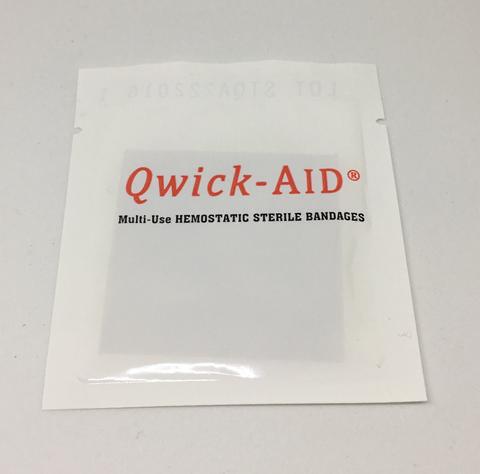 Qwick-AID®
Multi-Use HEMOSTATIC STERILE BANDAGES